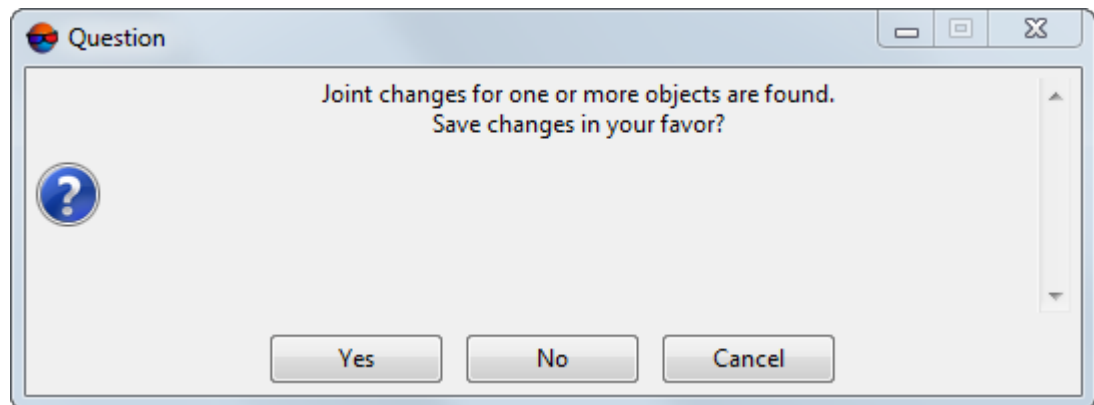 Question
Joint changes for one or more objects are found.
Save changes in your favor?
Yes
No
Cancel